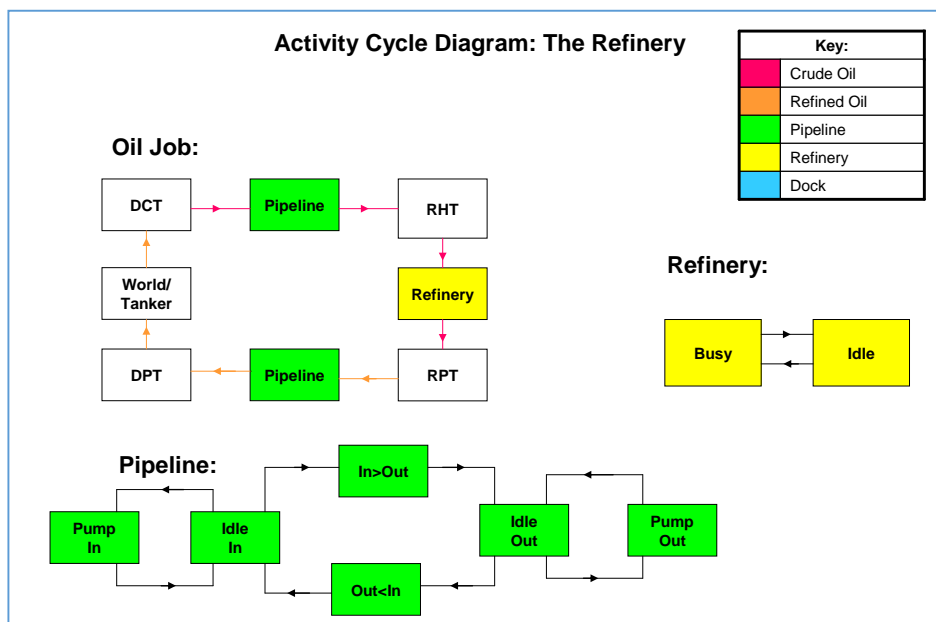 Activity Cycle Diagram: The Refinery
Key:
Crude Oil
Refined Oil
Pipeline
Refinery
Dock
Oil Job:
DCT
Pipeline
RHT
World/
Tanker
Refinery
DPT
Pipeline
RPT
Refinery:
Busy
Idle
Pipeline:
In>Out
Pump
In
Idle
In
Idle
Out
Pump
Out
Out<In